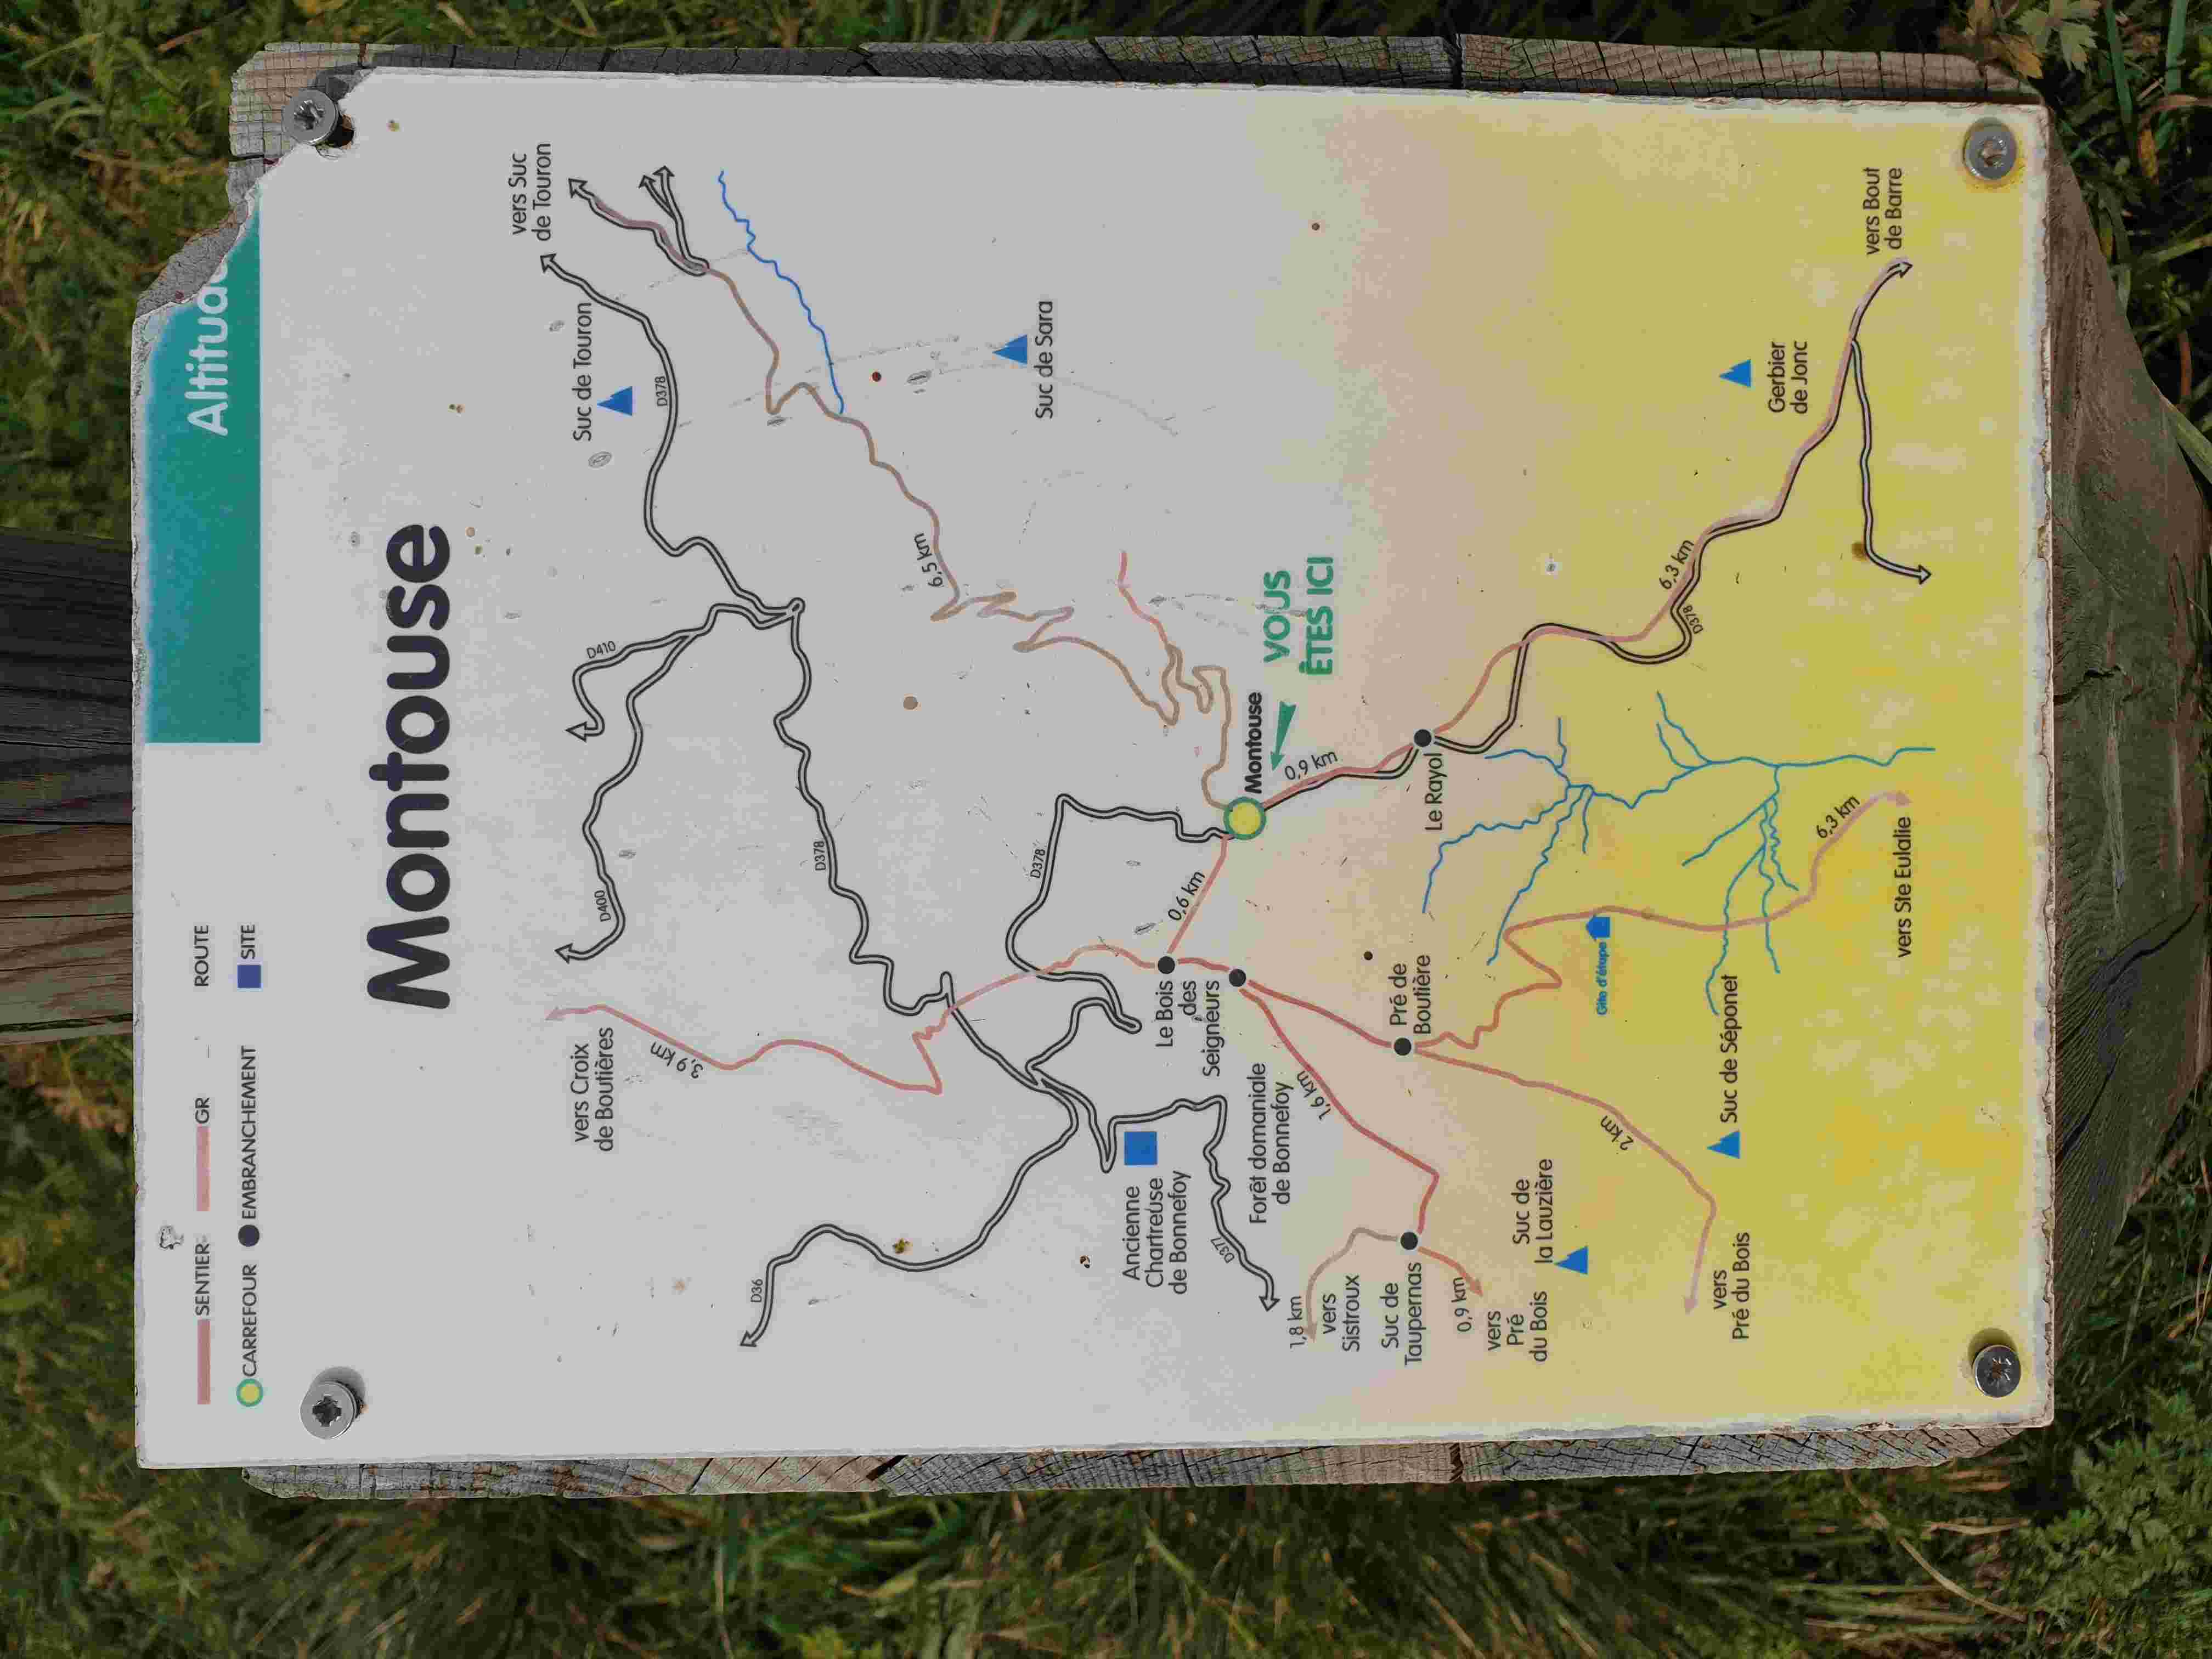 SENTIER
GR
ROUTE
CARREFOUR
EMBRANCHEMENT
SITE
Montouse
vers Suc
de Touron
vers Croix
de Boutières
Suc de Touron
D400
D410
D378
3,9 km
D36
D378
6,5 km
Suc de Sara
D378
Ancienne
Chartreuse
de Bonnefoy
Le Bois
des
Seigneurs
0,6 km
D377
Forêt domaniale
de Bonnefoy
Montouse
VOUS
ÊTES ICI
1,8 km
vers
Sistroux
1,6 km
0,9 km
Suc de
Taupernas
Pré de
Boutière
Le Rayol
0,9 km
vers
Pré
du Bois
Suc de
la Lauzière
Gîte d'étape
2 km
6,3 km
D378
vers
Pré du Bois
Suc de Séponet
Gerbier
de Jonc
6,3 km
vers Bout
de Barre
vers Ste Eulalie